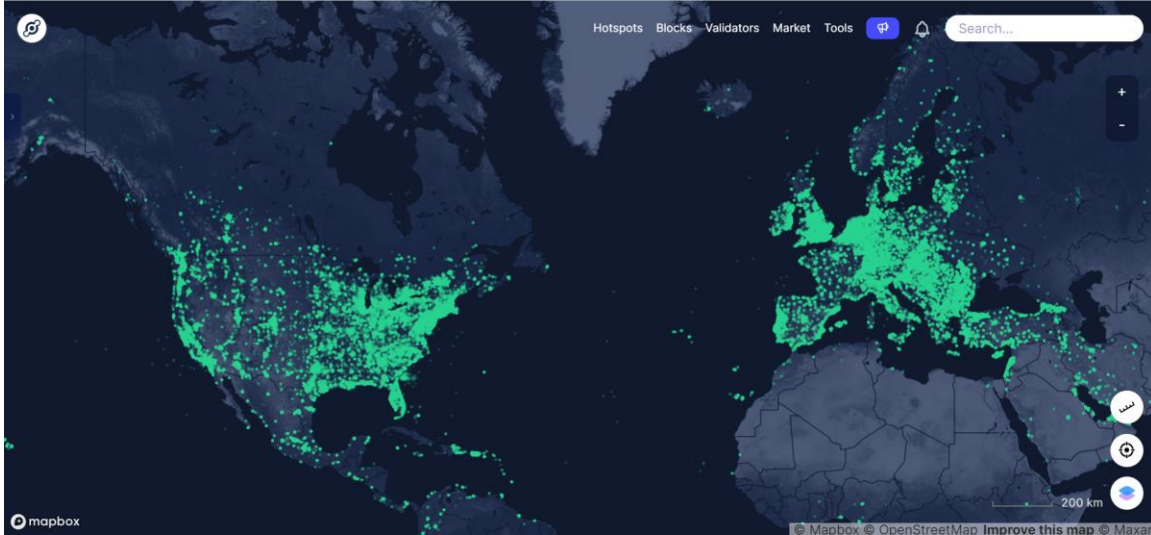 Hotspots Blocks Validators Market Tools Search...
+
-
200 km
mapbox
© Mapbox © OpenStreetMap Improve this map © Maxar